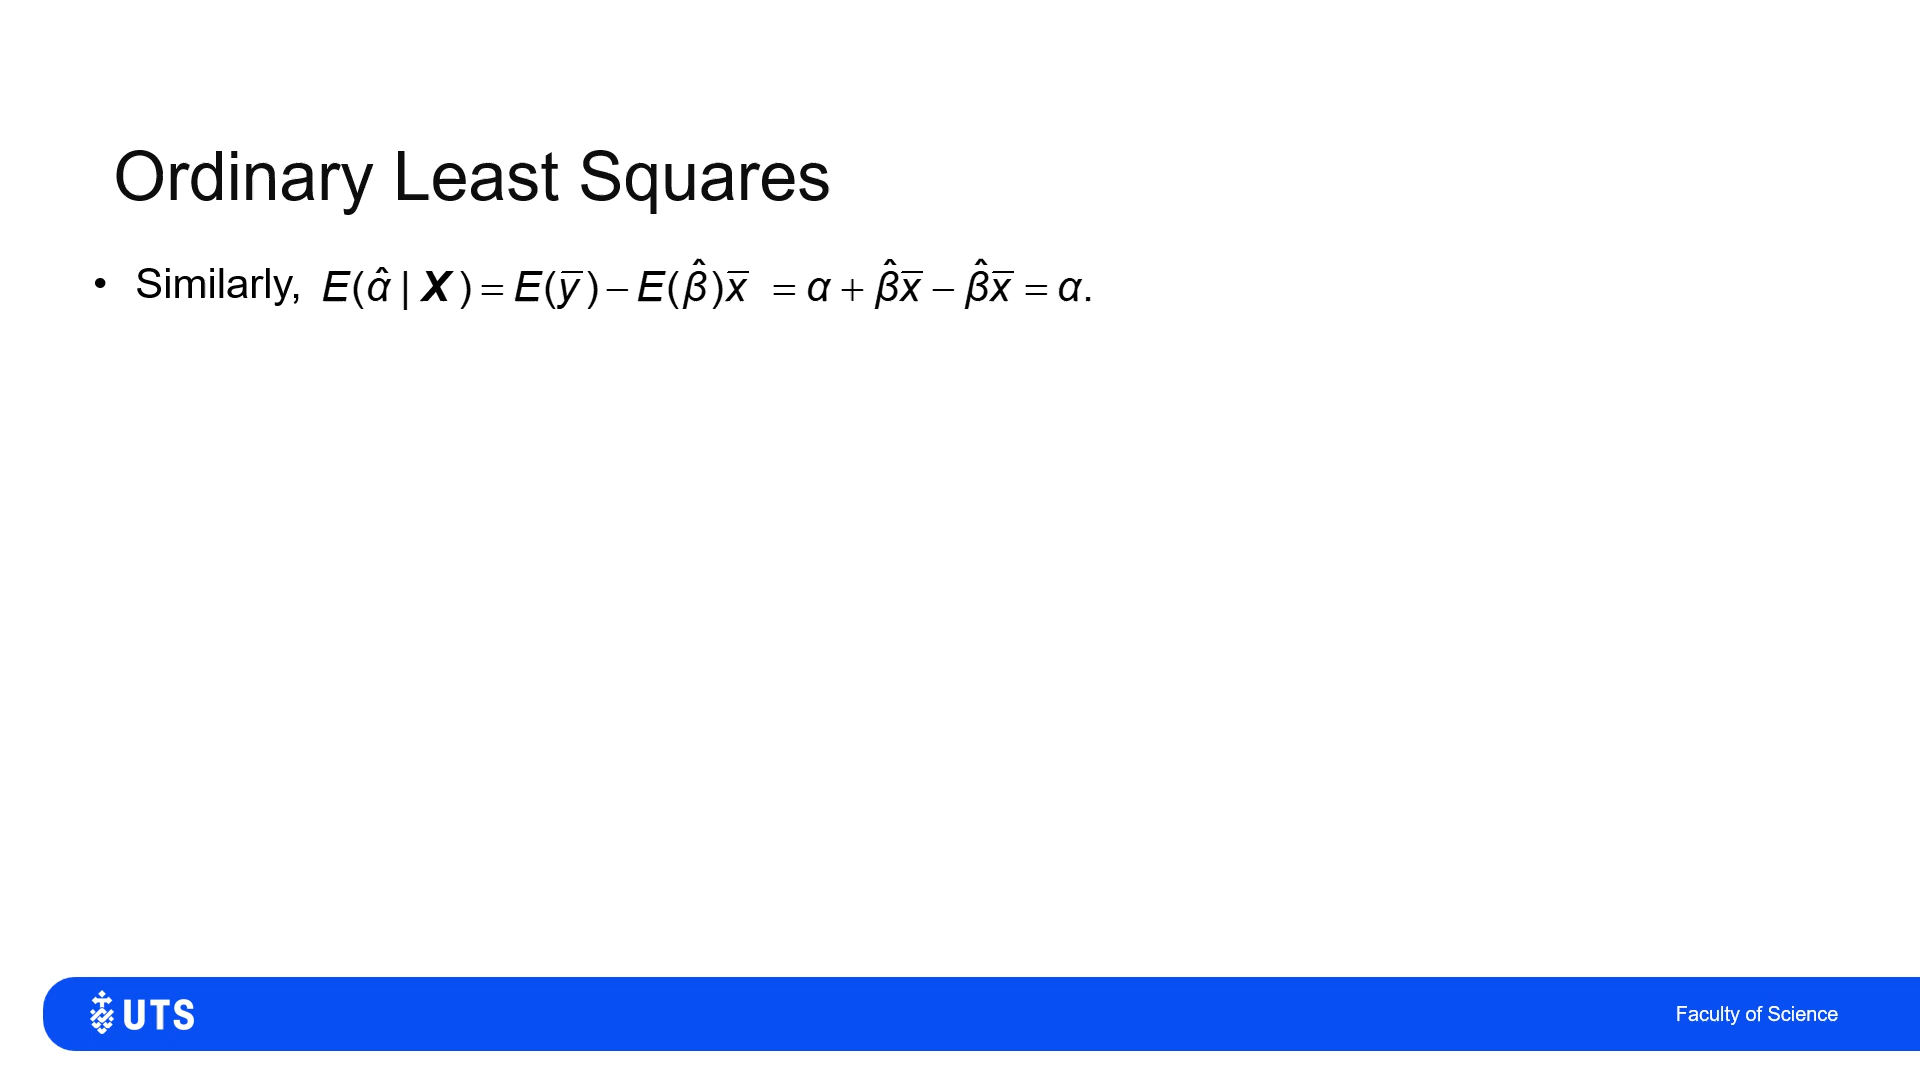 Ordinary Least Squares
• Similarly, E(α̂ | X) = E(y̅) − E(β̂)x̅ = α + β̂x̅ − β̂x̅ = α.
UTS
Faculty of Science